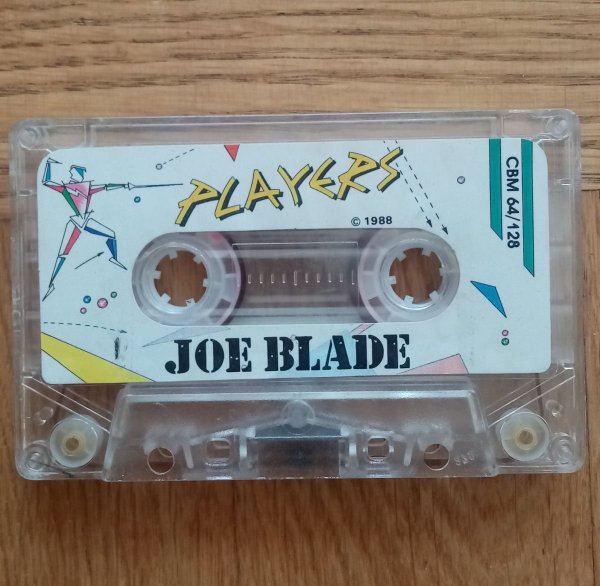 PLAYERS
© 1988
CBM 64/128
JOE BLADE